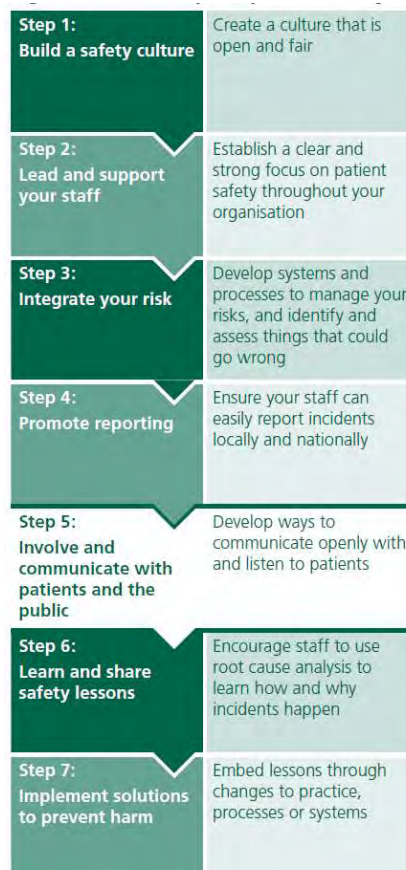 Step 1:
Build a safety culture
Create a culture that is
open and fair
Step 2:
Lead and support
your staff
Establish a clear and
strong focus on patient
safety throughout your
organisation
Step 3:
Integrate your risk
Develop systems and
processes to manage your
risks, and identify and
assess things that could
go wrong
Step 4:
Promote reporting
Ensure your staff can
easily report incidents
locally and nationally
Step 5:
Involve and
communicate with
patients and the
public
Develop ways to
communicate openly with
and listen to patients
Step 6:
Learn and share
safety lessons
Encourage staff to use
root cause analysis to
learn how and why
incidents happen
Step 7:
Implement solutions
to prevent harm
Embed lessons through
changes to practice,
processes or systems